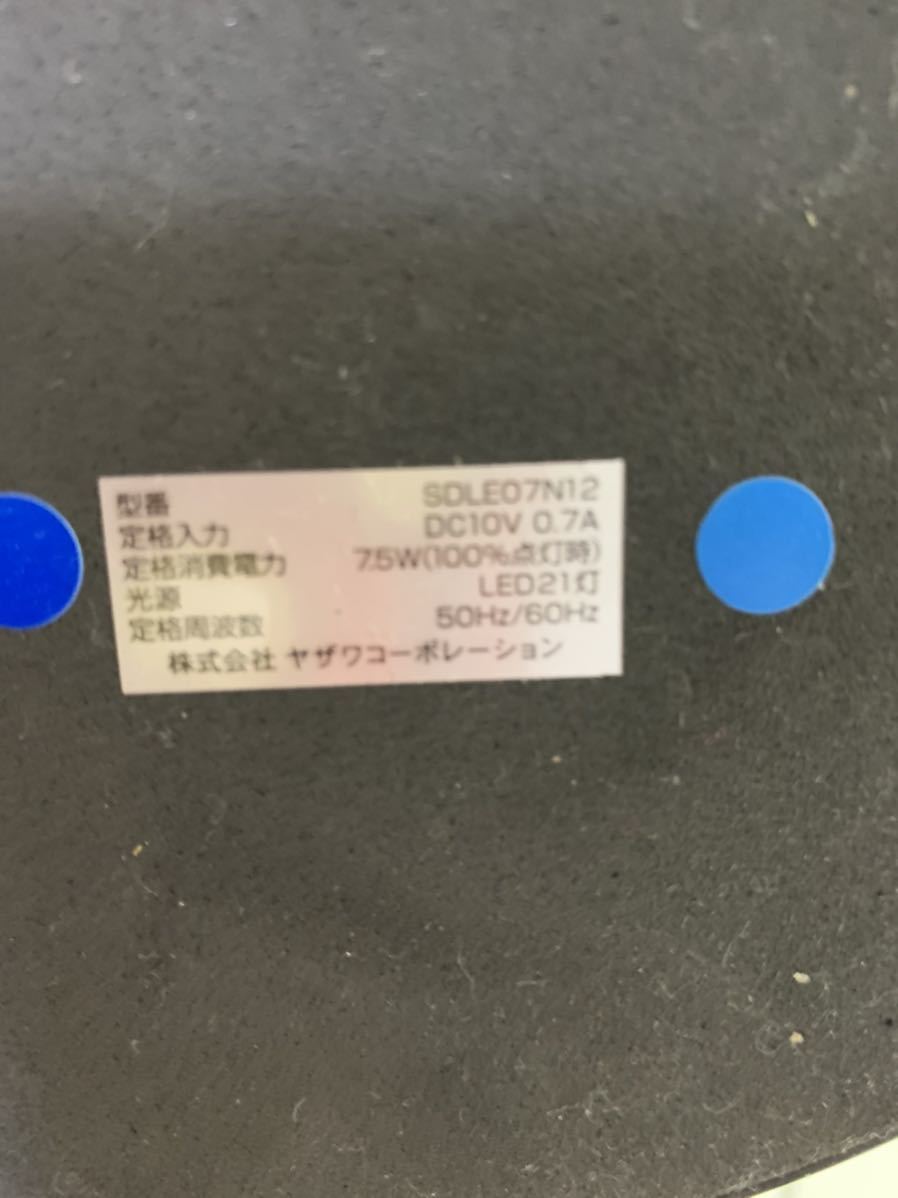 型番 SDLE07N12
定格入力 DC10V 0.7A
定格消費電力 7.5W(100%点灯時)
光源 LED21灯
定格周波数 50Hz/60Hz
株式会社 ヤザワコーポレーション